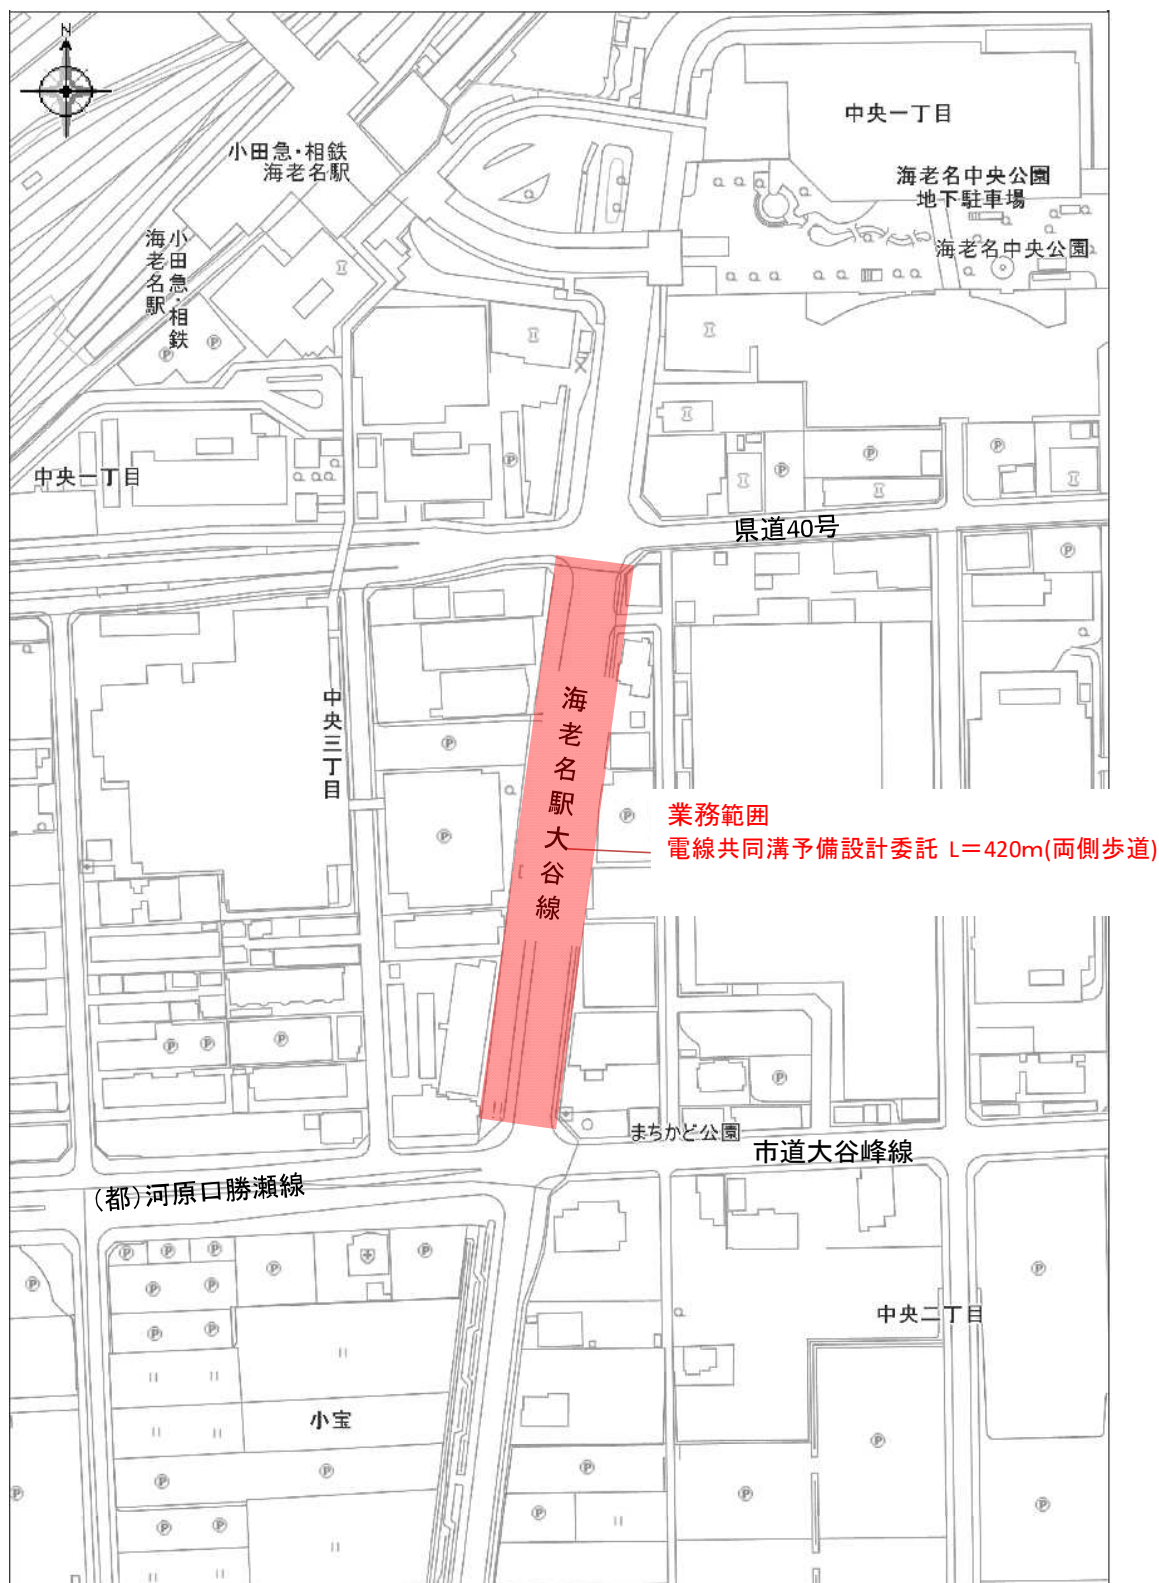 N
中央一丁目
小田急・相鉄
海老名駅
海老名中央公園
地下駐車場
海老名中央公園
小田急・相鉄
海老名駅
中央一丁目
県道40号
中央三丁目
海老名駅大谷線
業務範囲
電線共同溝予備設計委託 L=420m(両側歩道)
まちかど公園
市道大谷峰線
(都)河原口勝瀬線
中央二丁目
小宝